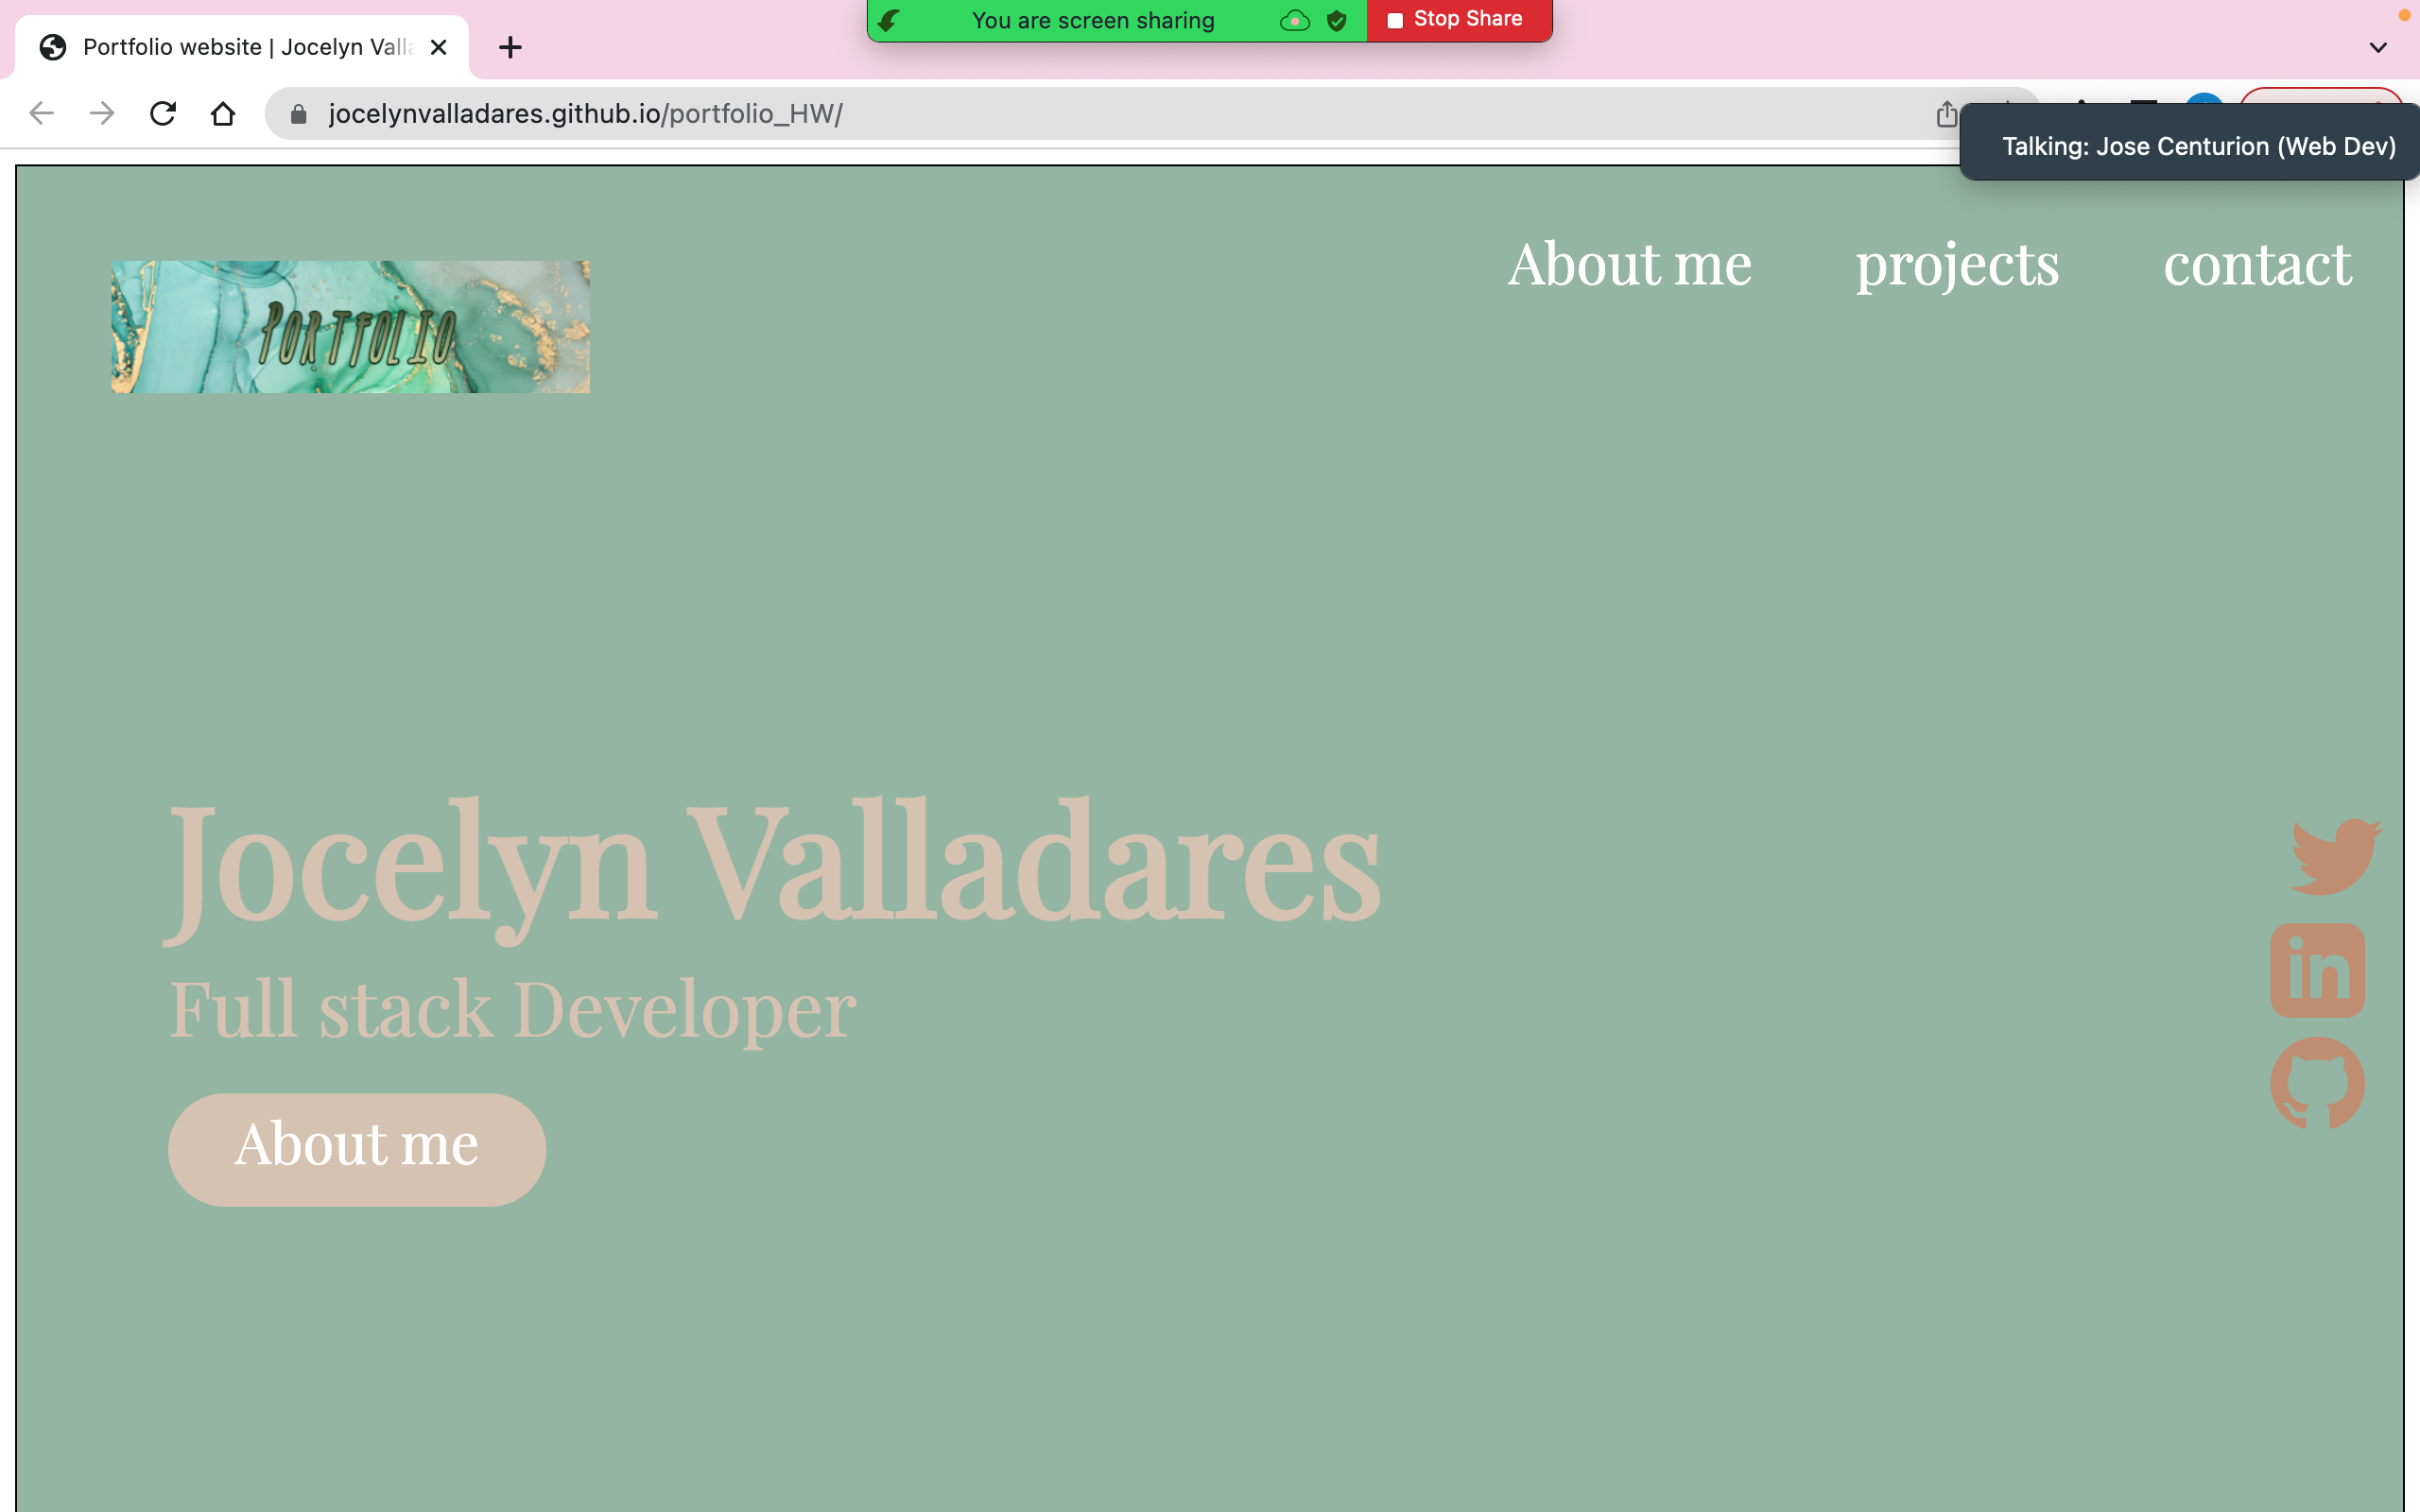 You are screen sharing
Stop Share
Portfolio website | Jocelyn Valla
jocelynvalladares.github.io/portfolio_HW/
Talking: Jose Centurion (Web Dev)
About me projects contact
PORTFOLIO
Jocelyn Valladares
Full stack Developer
in
About me